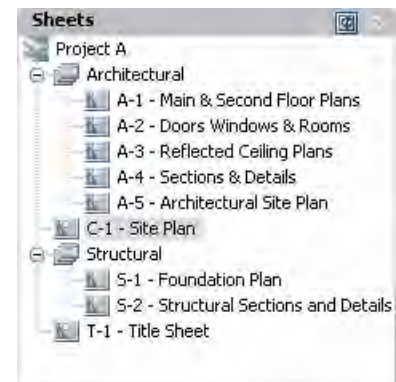 Sheets
Project A
Architectural
A-1 - Main & Second Floor Plans
A-2 - Doors Windows & Rooms
A-3 - Reflected Ceiling Plans
A-4 - Sections & Details
A-5 - Architectural Site Plan
C-1 - Site Plan
Structural
S-1 - Foundation Plan
S-2 - Structural Sections and Details
T-1 - Title Sheet